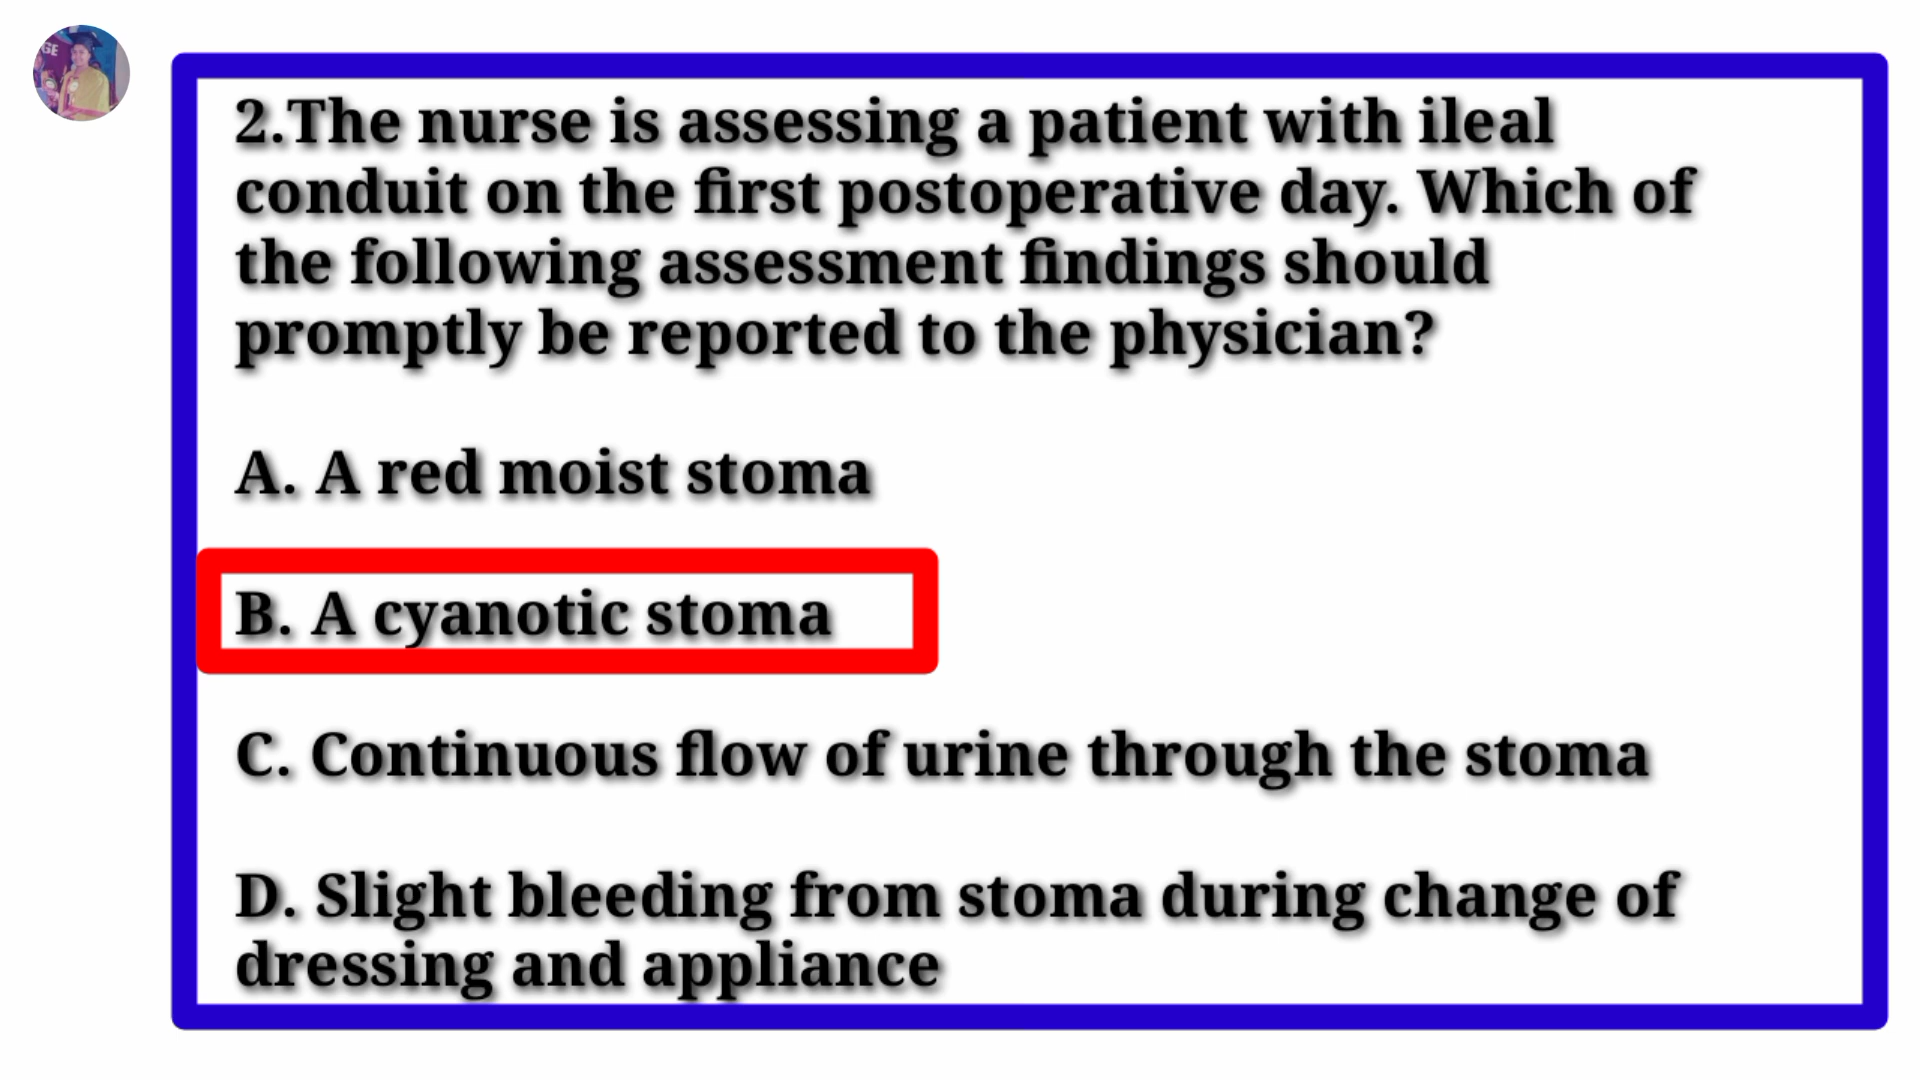 GE
2.The nurse is assessing a patient with ileal
conduit on the first postoperative day. Which of
the following assessment findings should
promptly be reported to the physician?
A. A red moist stoma
B. A cyanotic stoma
C. Continuous flow of urine through the stoma
D. Slight bleeding from stoma during change of
dressing and appliance